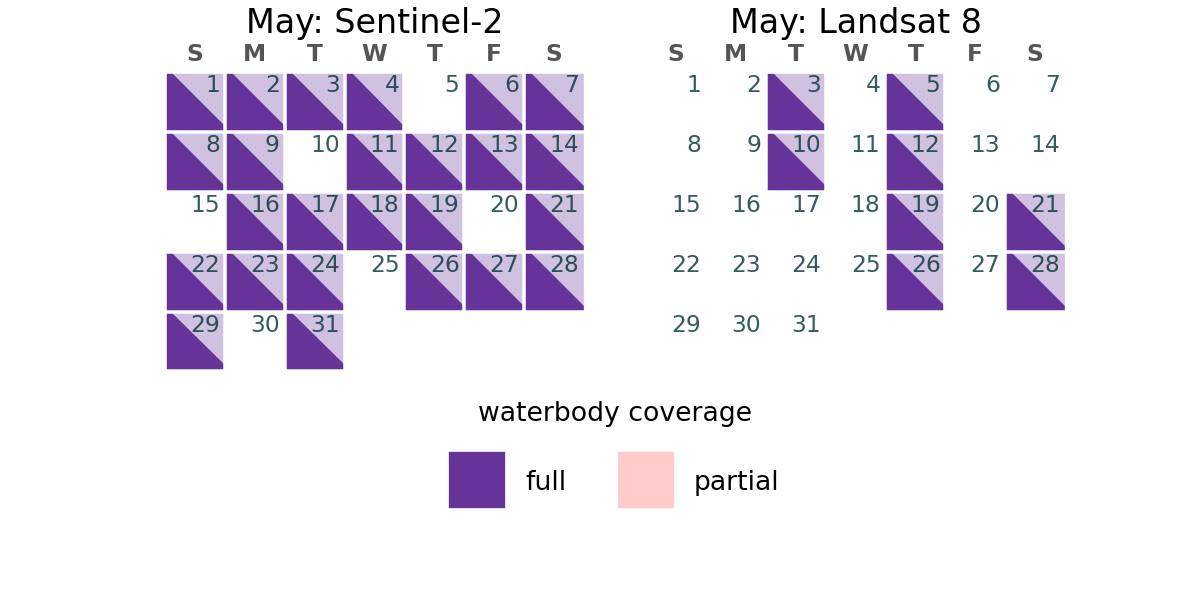 May: Sentinel-2
S M T W T F S
1 2 3 4 5 6 7
8 9 10 11 12 13 14
15 16 17 18 19 20 21
22 23 24 25 26 27 28
29 30 31
May: Landsat 8
S M T W T F S
1 2 3 4 5 6 7
8 9 10 11 12 13 14
15 16 17 18 19 20 21
22 23 24 25 26 27 28
29 30 31
waterbody coverage
full partial